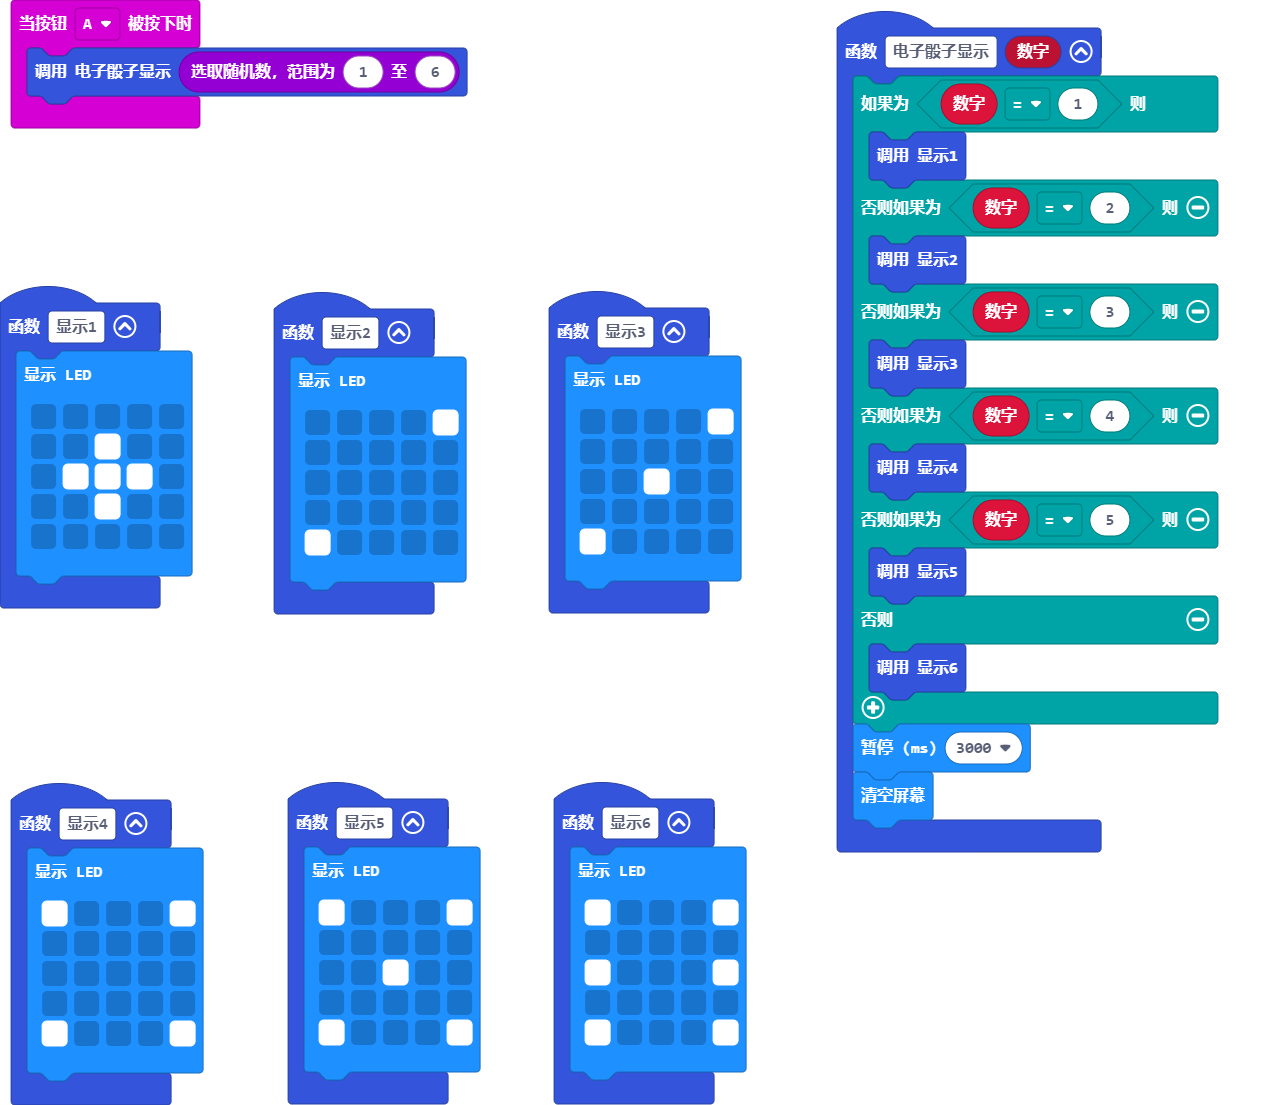 当按钮 A 被按下时
调用 电子骰子显示 选取随机数，范围为 1 至 6
函数 电子骰子显示 数字
如果为 数字 = 1 则
调用 显示1
否则如果为 数字 = 2 则
调用 显示2
否则如果为 数字 = 3 则
调用 显示3
否则如果为 数字 = 4 则
调用 显示4
否则如果为 数字 = 5 则
调用 显示5
否则
调用 显示6
暂停 (ms) 3000
清空屏幕
函数 显示1
显示 LED
函数 显示2
显示 LED
函数 显示3
显示 LED
函数 显示4
显示 LED
函数 显示5
显示 LED
函数 显示6
显示 LED